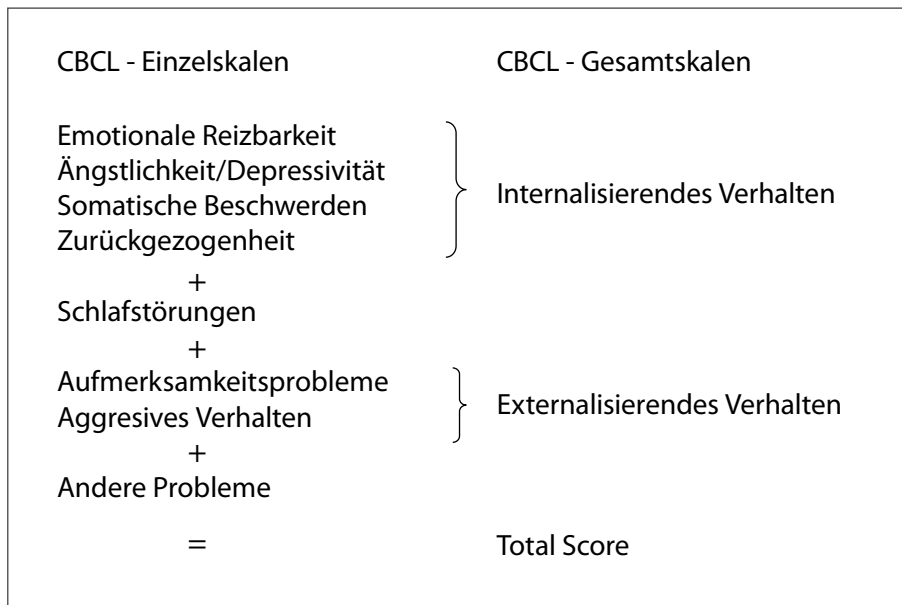 CBCL - Einzelskalen CBCL - Gesamtskalen
Emotionale Reizbarkeit
Ängstlichkeit/Depressivität
Somatische Beschwerden
Zurückgezogenheit
Internalisierendes Verhalten
+
Schlafstörungen
+
Aufmerksamkeitsprobleme
Aggresives Verhalten
Externalisierendes Verhalten
+
Andere Probleme
= Total Score